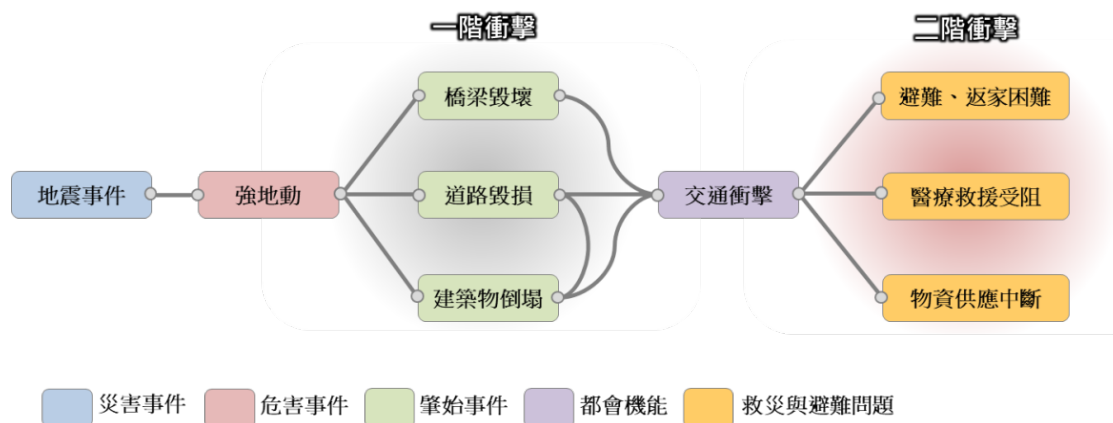 一階衝擊
二階衝擊
橋梁毀壞
避難、返家困難
地震事件
強地動
道路毀損
交通衝擊
醫療救援受阻
建築物倒塌
物資供應中斷
災害事件
危害事件
肇始事件
都會機能
救災與避難問題